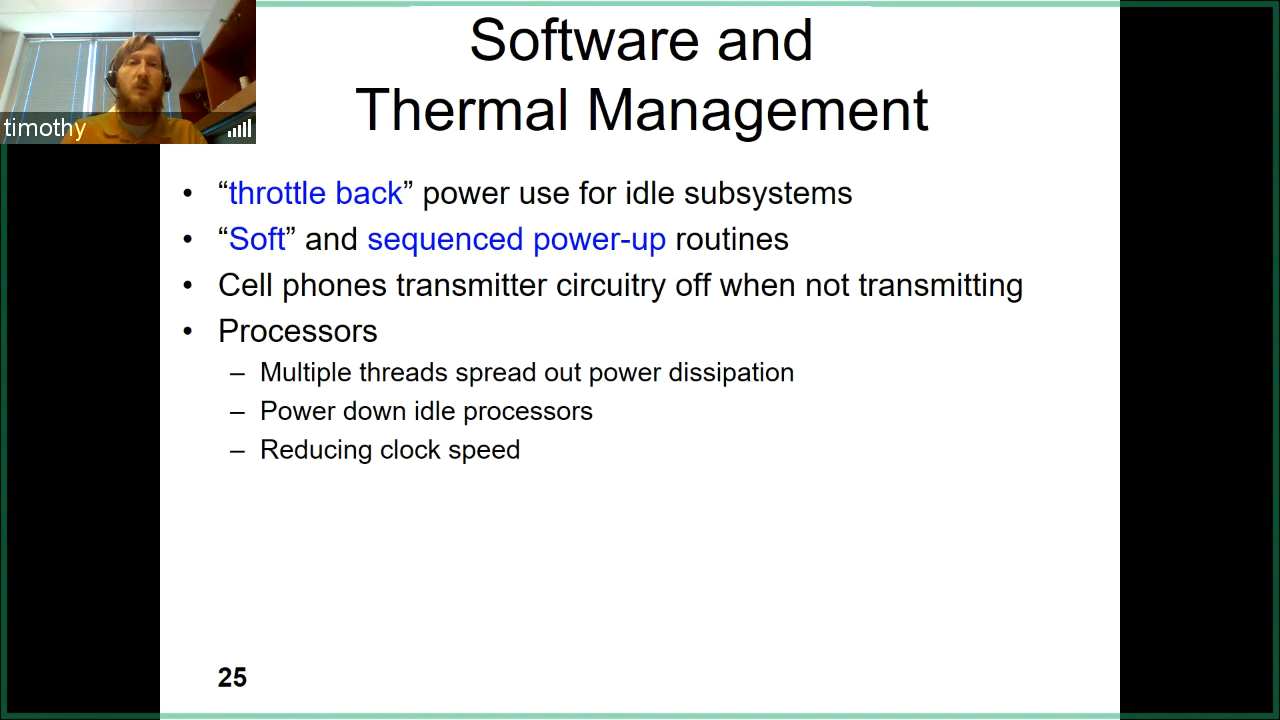 Software and
Thermal Management
timothy
• “throttle back” power use for idle subsystems
• “Soft” and sequenced power-up routines
• Cell phones transmitter circuitry off when not transmitting
• Processors
– Multiple threads spread out power dissipation
– Power down idle processors
– Reducing clock speed
25